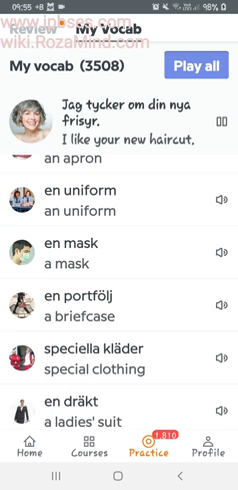 09:55 +8 98%
www.inbses.com
Review My Vocab
wiki.RozaMind.com
My vocab (3508) Play all
Jag tycker om din nya
frisyr.
I like your new haircut.
an apron
en uniform
an uniform
en mask
a mask
en portfölj
a briefcase
speciella kläder
special clothing
en dräkt
a ladies' suit
1,810
Home Courses Practice Profile